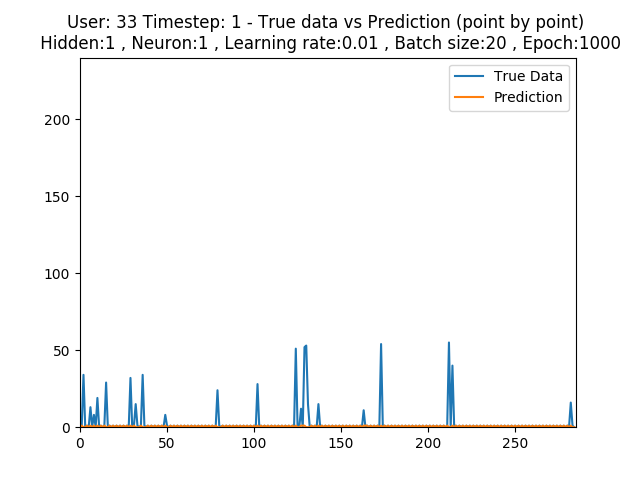 User: 33 Timestep: 1 - True data vs Prediction (point by point)
Hidden:1 , Neuron:1 , Learning rate:0.01 , Batch size:20 , Epoch:1000
True Data
Prediction
200
150
100
50
0
0 50 100 150 200 250